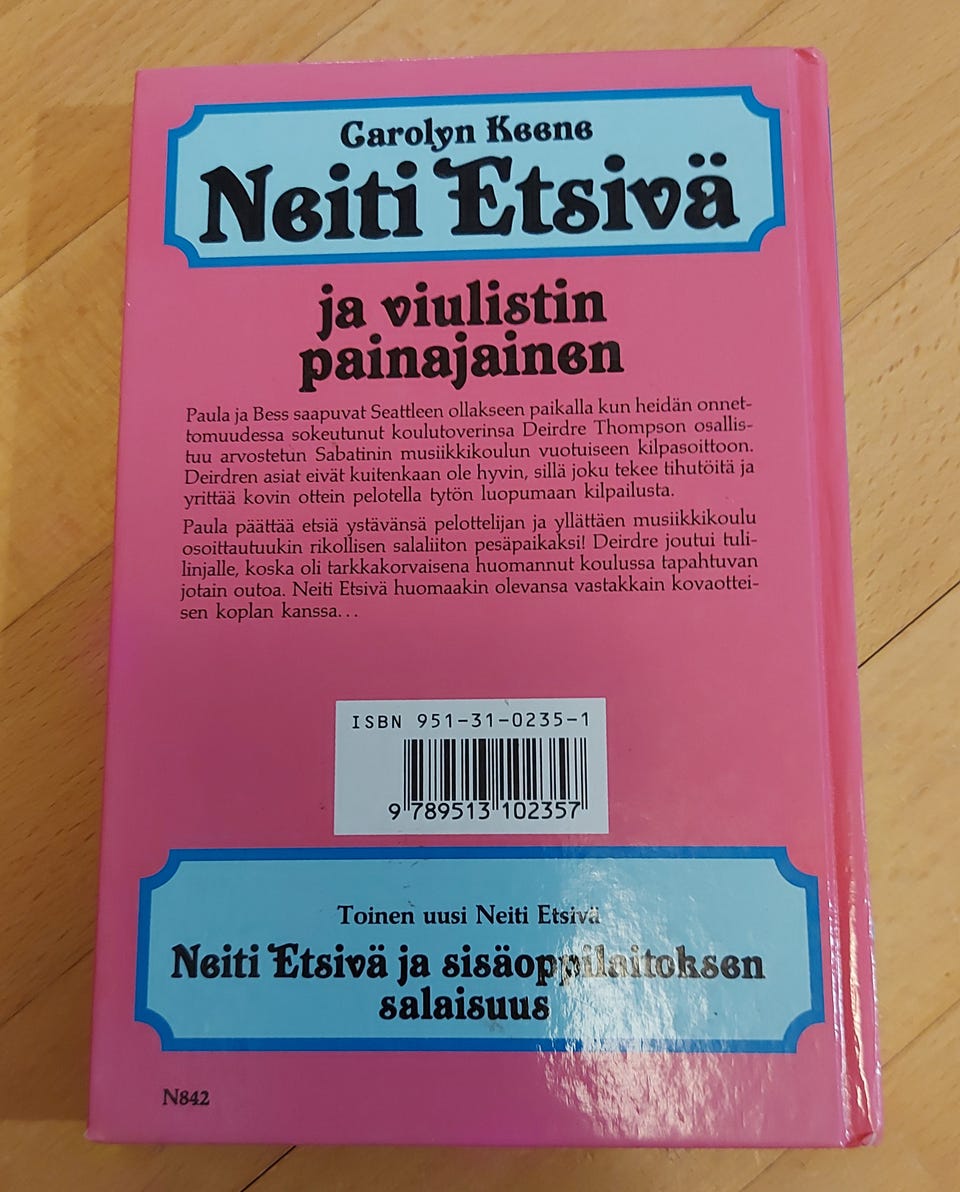 Carolyn Keene
Neiti Etsivä
ja viulistin
painajainen
Paula ja Bess saapuvat Seattleen ollakseen paikalla kun heidän onnet-
tomuudessa sokeutunut koulutoverinsa Deirdre Thompson osallis-
tuu arvostetun Sabatinin musiikkikoulun vuotuiseen kilpasoittoon.
Deirdren asiat eivät kuitenkaan ole hyvin, sillä joku tekee tihutöitä ja
yrittää kovin ottein pelotella tytön luopumaan kilpailusta.
Paula päättää etsiä ystävänsä pelottelijan ja yllättäen musiikkikoulu
osoittautuukin rikollisen salaliiton pesäpaikaksi! Deirdre joutui tuli-
linjalle, koska oli tarkkakorvaisena huomannut koulussa tapahtuvan
jotain outoa. Neiti Etsivä huomaakin olevansa vastakkain kovaottei-
sen koplan kanssa...
ISBN 951-31-0235-1
9 789513 102357
Toinen uusi Neiti Etsivä
Neiti Etsivä ja sisäoppilaitoksen
salaisuus
N842